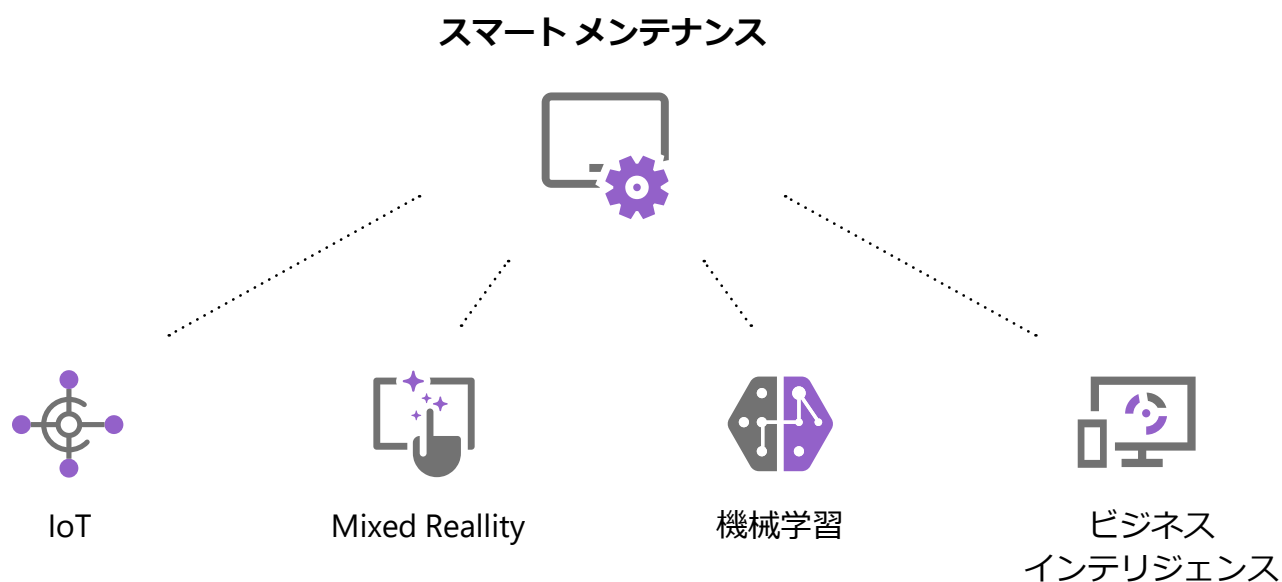 スマート メンテナンス
IoT
Mixed Reallity
機械学習
ビジネス
インテリジェンス